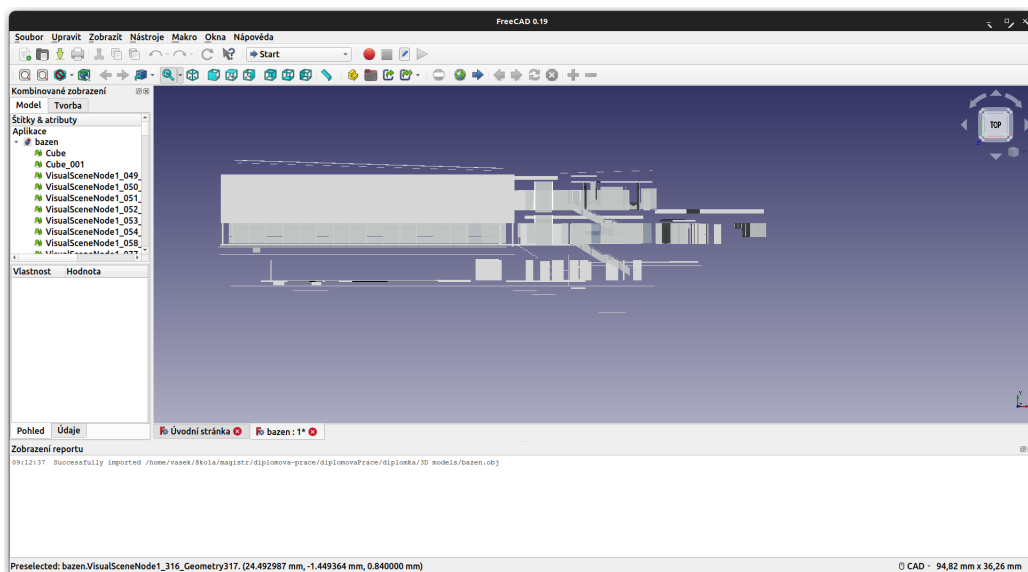 FreeCAD 0.19
Soubor Upravit Zobrazit Nástroje Makro Okna Nápověda
Start
Kombinované zobrazení
Model Tvorba
Štítky & atributy
Aplikace
bazen
Cube
Cube_001
VisualSceneNode1_049_
VisualSceneNode1_050_
VisualSceneNode1_051_
VisualSceneNode1_052_
VisualSceneNode1_053_
VisualSceneNode1_054_
VisualSceneNode1_058_
VisualSceneNode1_077_
TOP
Vlastnost Hodnota
Pohled Údaje
Úvodní stránka
bazen : 1*
Zobrazení reportu
09:12:37 Successfully imported /home/vasek/škola/magistr/diplomova-prace/diplomovaPrace/diplomka/3D models/bazen.obj
Preselected: bazen.VisualSceneNode1_316_Geometry317. (24.492987 mm, -1.449364 mm, 0.840000 mm)
CAD - 94,82 mm x 36,26 mm